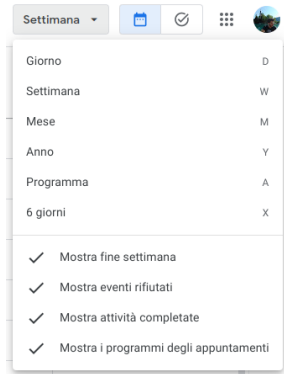 Settimana
Giorno D
Settimana W
Mese M
Anno Y
Programma A
6 giorni X
Mostra fine settimana
Mostra eventi rifiutati
Mostra attività completate
Mostra i programmi degli appuntamenti